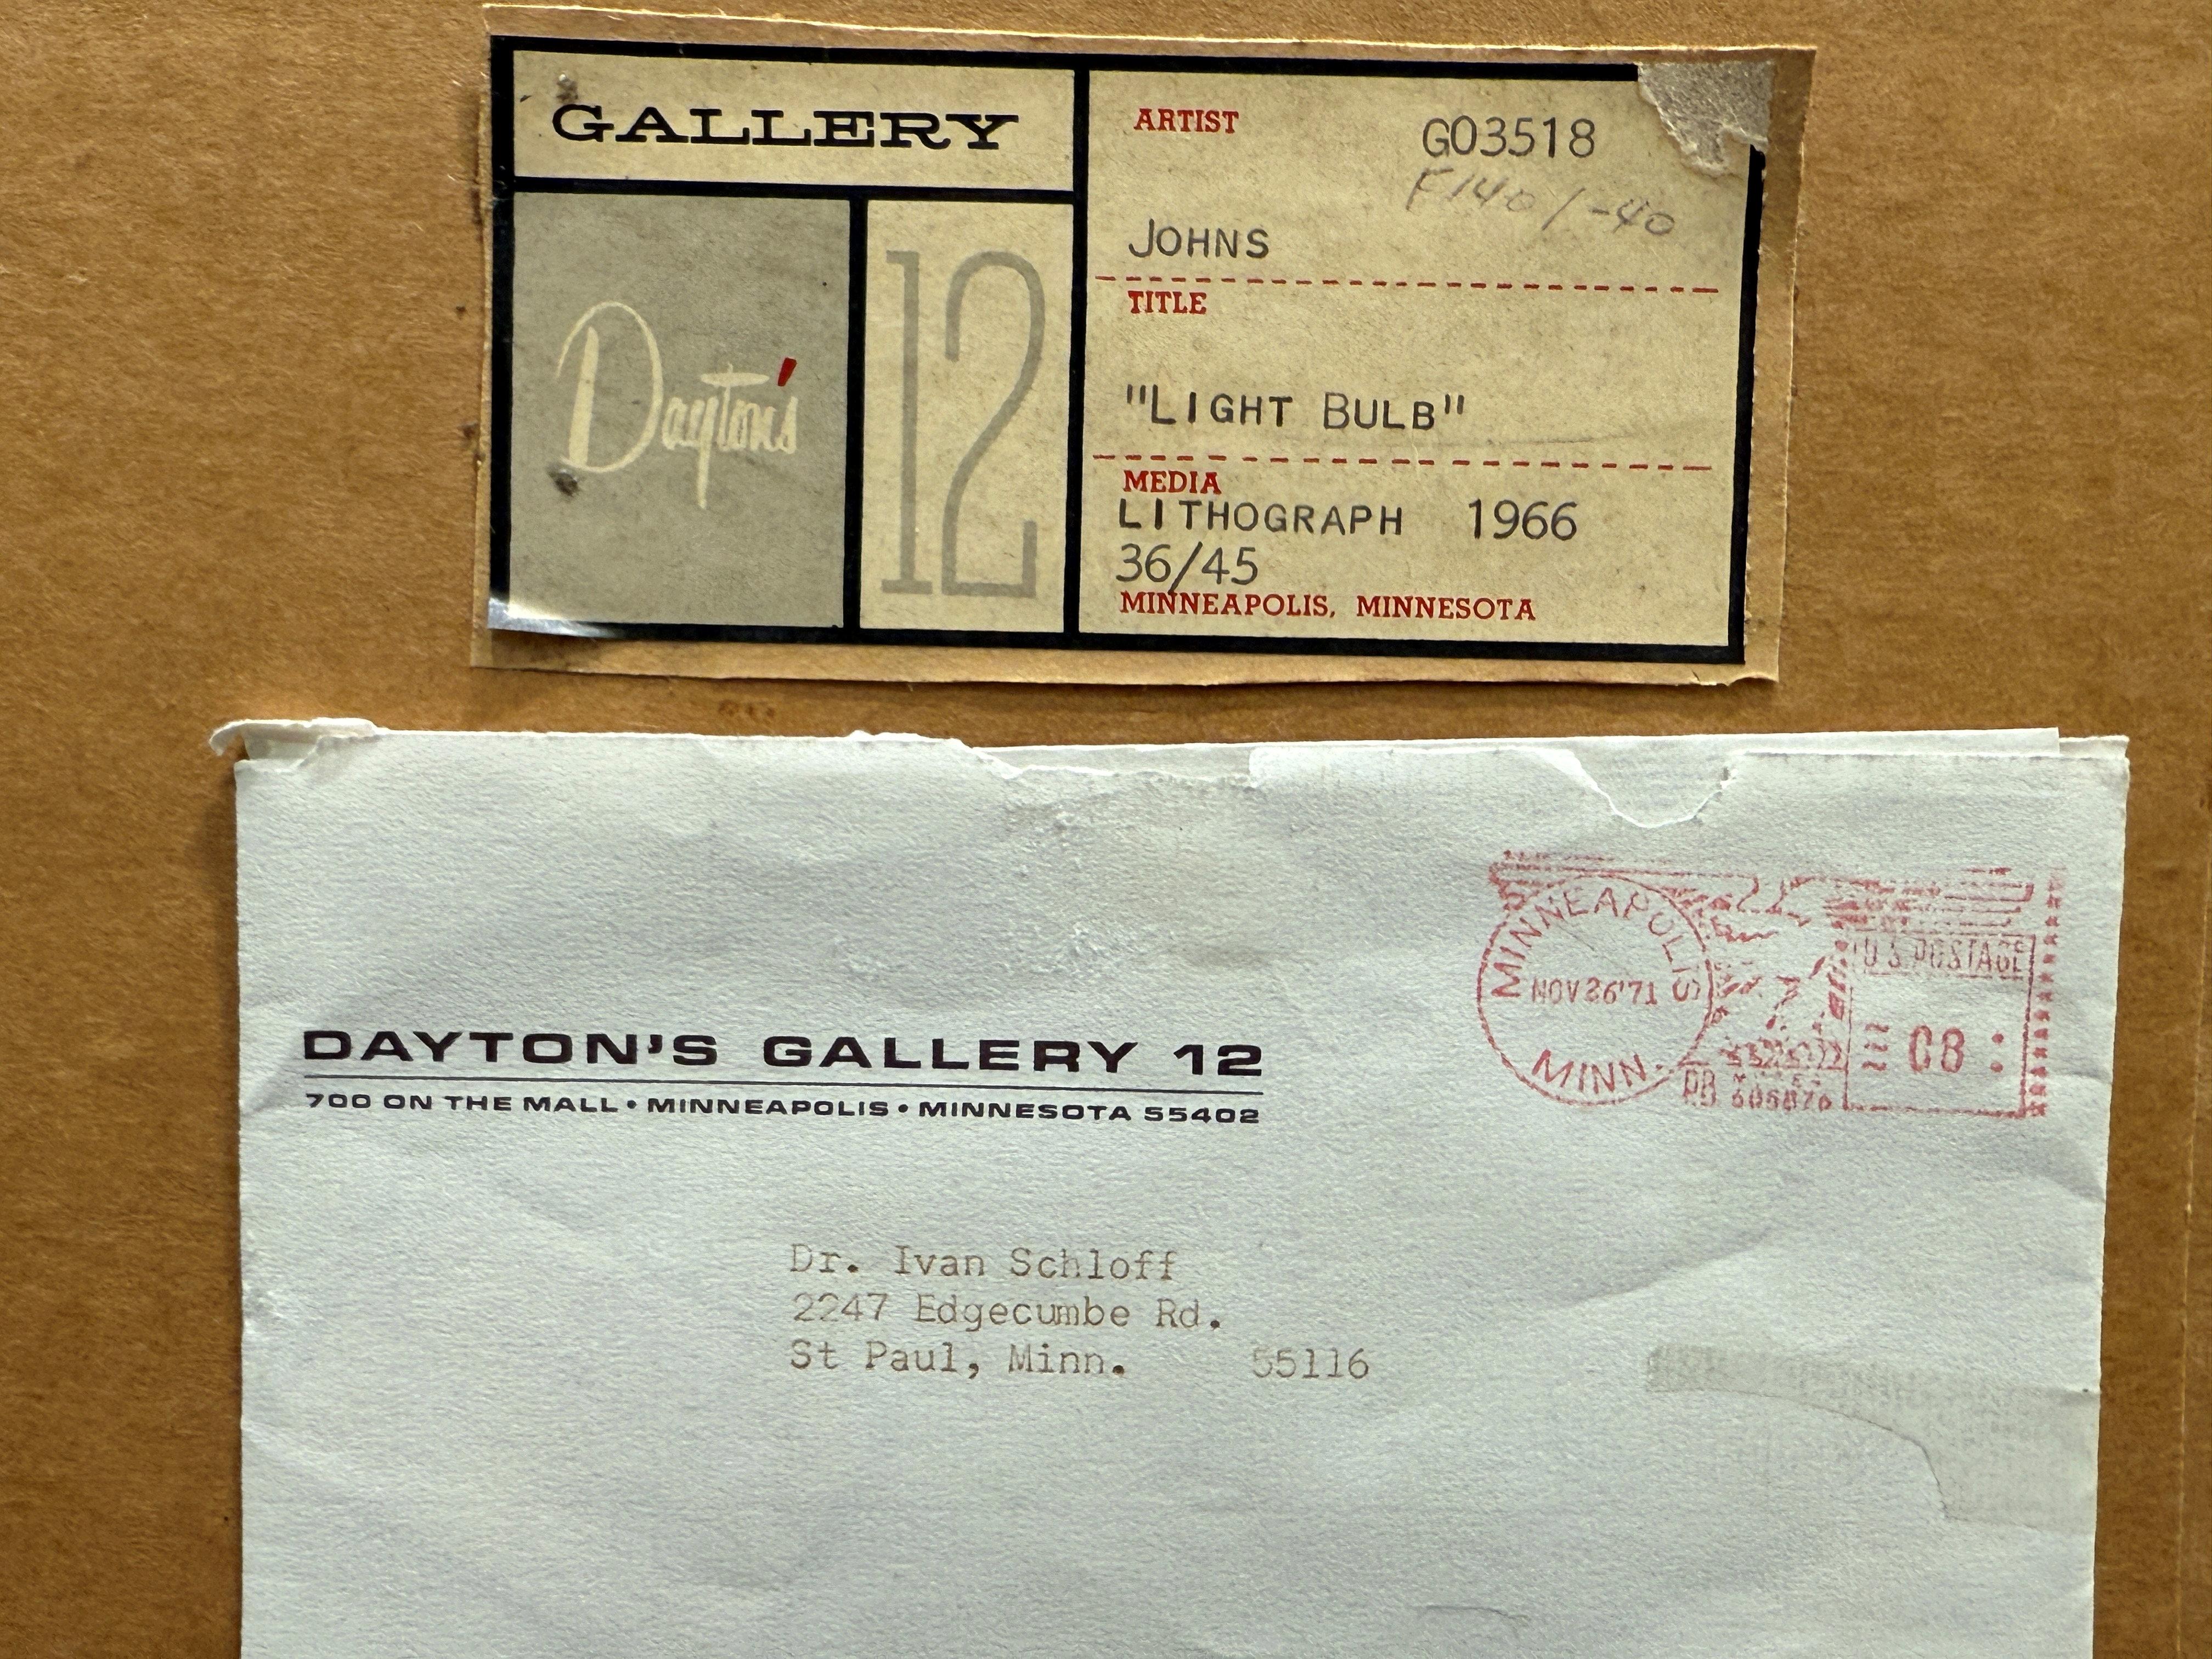 GALLERY
Dayton's
12
ARTIST
G03518
F140/-40
JOHNS
TITLE
"LIGHT BULB"
MEDIA
LITHOGRAPH 1966
36/45
MINNEAPOLIS, MINNESOTA
MINNEAPOLIS
NOV 26'71
MINN.
U.S. POSTAGE
PB
DAYTON'S GALLERY 12
700 ON THE MALL • MINNEAPOLIS • MINNESOTA 55402
Dr. Ivan Schloff
2247 Edgecumbe Rd.
St Paul, Minn. 55116